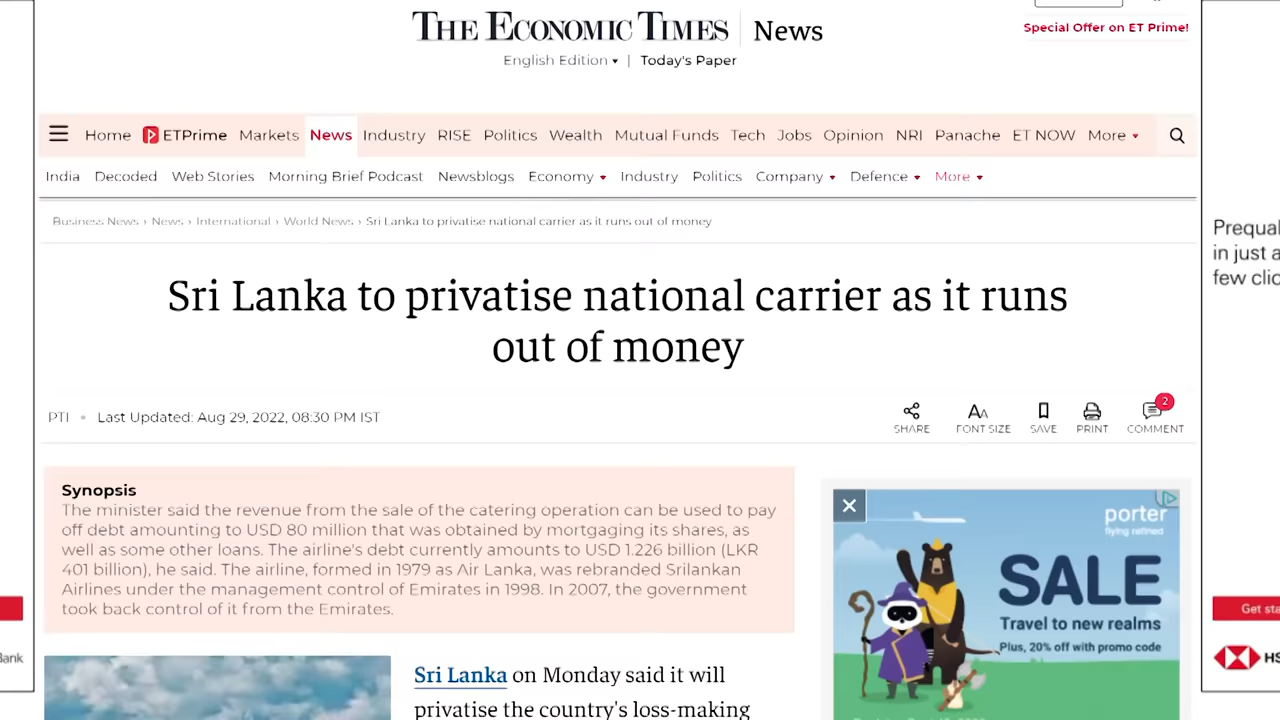 THE ECONOMIC TIMES | News
Special Offer on ET Prime!
English Edition | Today's Paper
Home ETPrime Markets News Industry RISE Politics Wealth Mutual Funds Tech Jobs Opinion NRI Panache ET NOW More
India Decoded Web Stories Morning Brief Podcast Newsblogs Economy Industry Politics Company Defence More
Business News › News › International › World News › Sri Lanka to privatise national carrier as it runs out of money
Sri Lanka to privatise national carrier as it runs
out of money
PTI • Last Updated: Aug 29, 2022, 08:30 PM IST
SHARE FONT SIZE SAVE PRINT COMMENT
2
Synopsis
The minister said the revenue from the sale of the catering operation can be used to pay
off debt amounting to USD 80 million that was obtained by mortgaging its shares, as
well as some other loans. The airline's debt currently amounts to USD 1.226 billion (LKR
401 billion), he said. The airline, formed in 1979 as Air Lanka, was rebranded Srilankan
Airlines under the management control of Emirates in 1998. In 2007, the government
took back control of it from the Emirates.
Sri Lanka on Monday said it will
privatise the country's loss-making
porter
flying refined
SALE
Travel to new realms
Plus, 20% off with promo code
Prequal
in just a
few clic
Get sta
HS
Bank